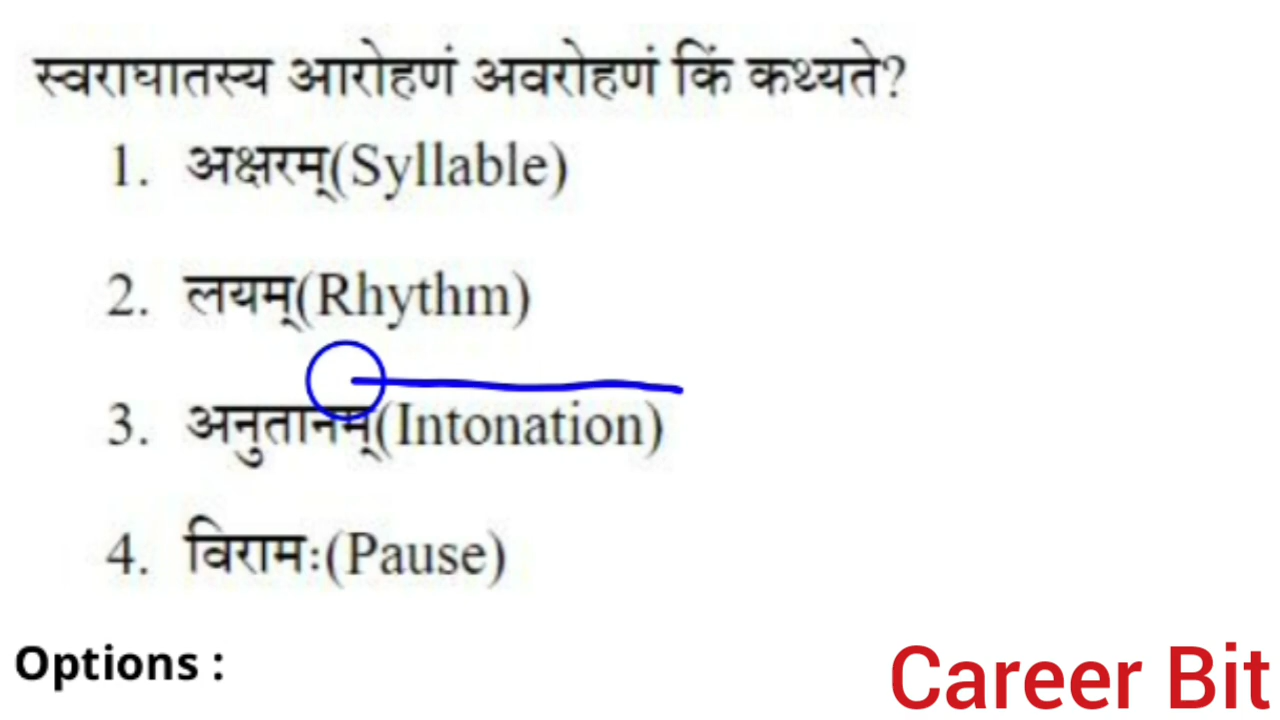 स्वराघातस्य आरोहणं अवरोहणं किं कथ्यते?
1. अक्षरम्(Syllable)
2. लयम्(Rhythm)
3. अनुतानम्(Intonation)
4. विरामः(Pause)
Options :
Career Bit